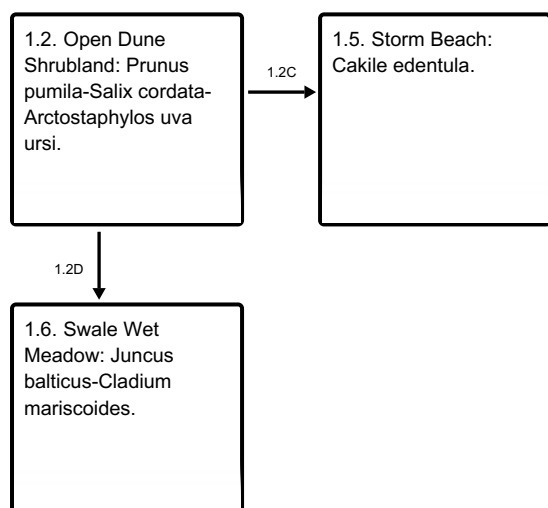 1.2. Open Dune
Shrubland: Prunus
pumila-Salix cordata-
Arctostaphylos uva
ursi.
1.2C
1.5. Storm Beach:
Cakile edentula.
1.2D
1.6. Swale Wet
Meadow: Juncus
balticus-Cladium
mariscoides.